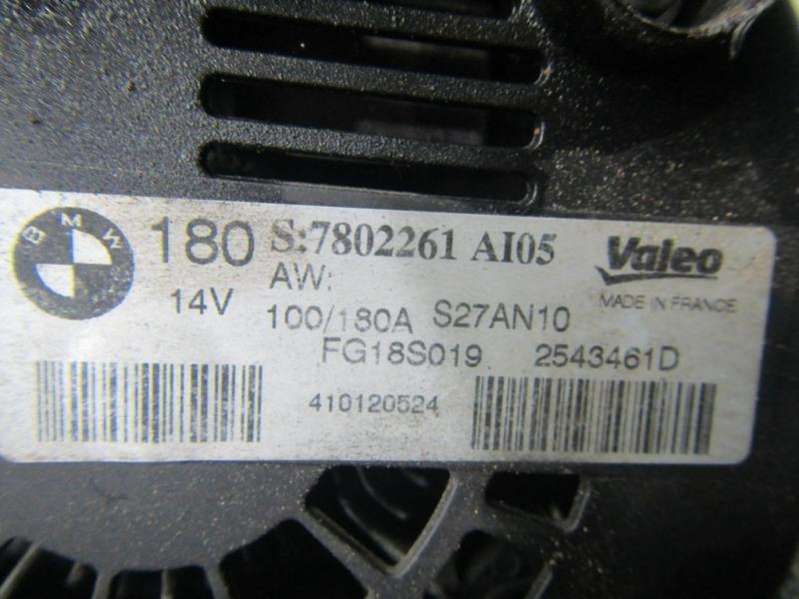 BMW
180 S:7802261 AI05
Valeo
AW:
MADE IN FRANCE
14V 100/180A S27AN10
FG18S019 2543461D
410120524